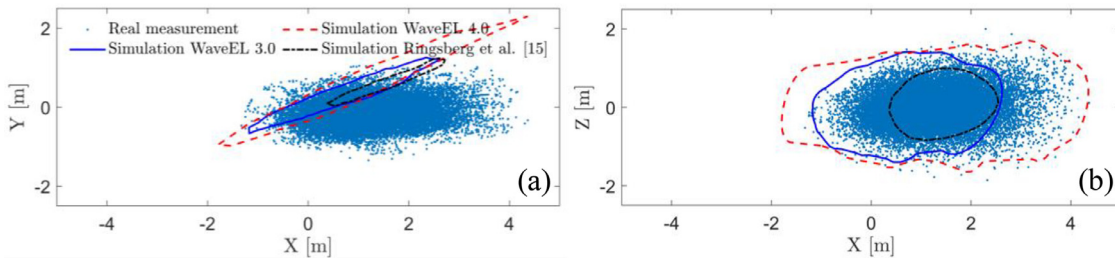 2
Real measurement
Simulation WaveEL 4.0
Simulation WaveEL 3.0
Simulation Ringsberg et al. [15]
Y [m]
0
-2
(a)
-4
-2
0
2
4
X [m]
2
Z [m]
0
-2
(b)
-4
-2
0
2
4
X [m]